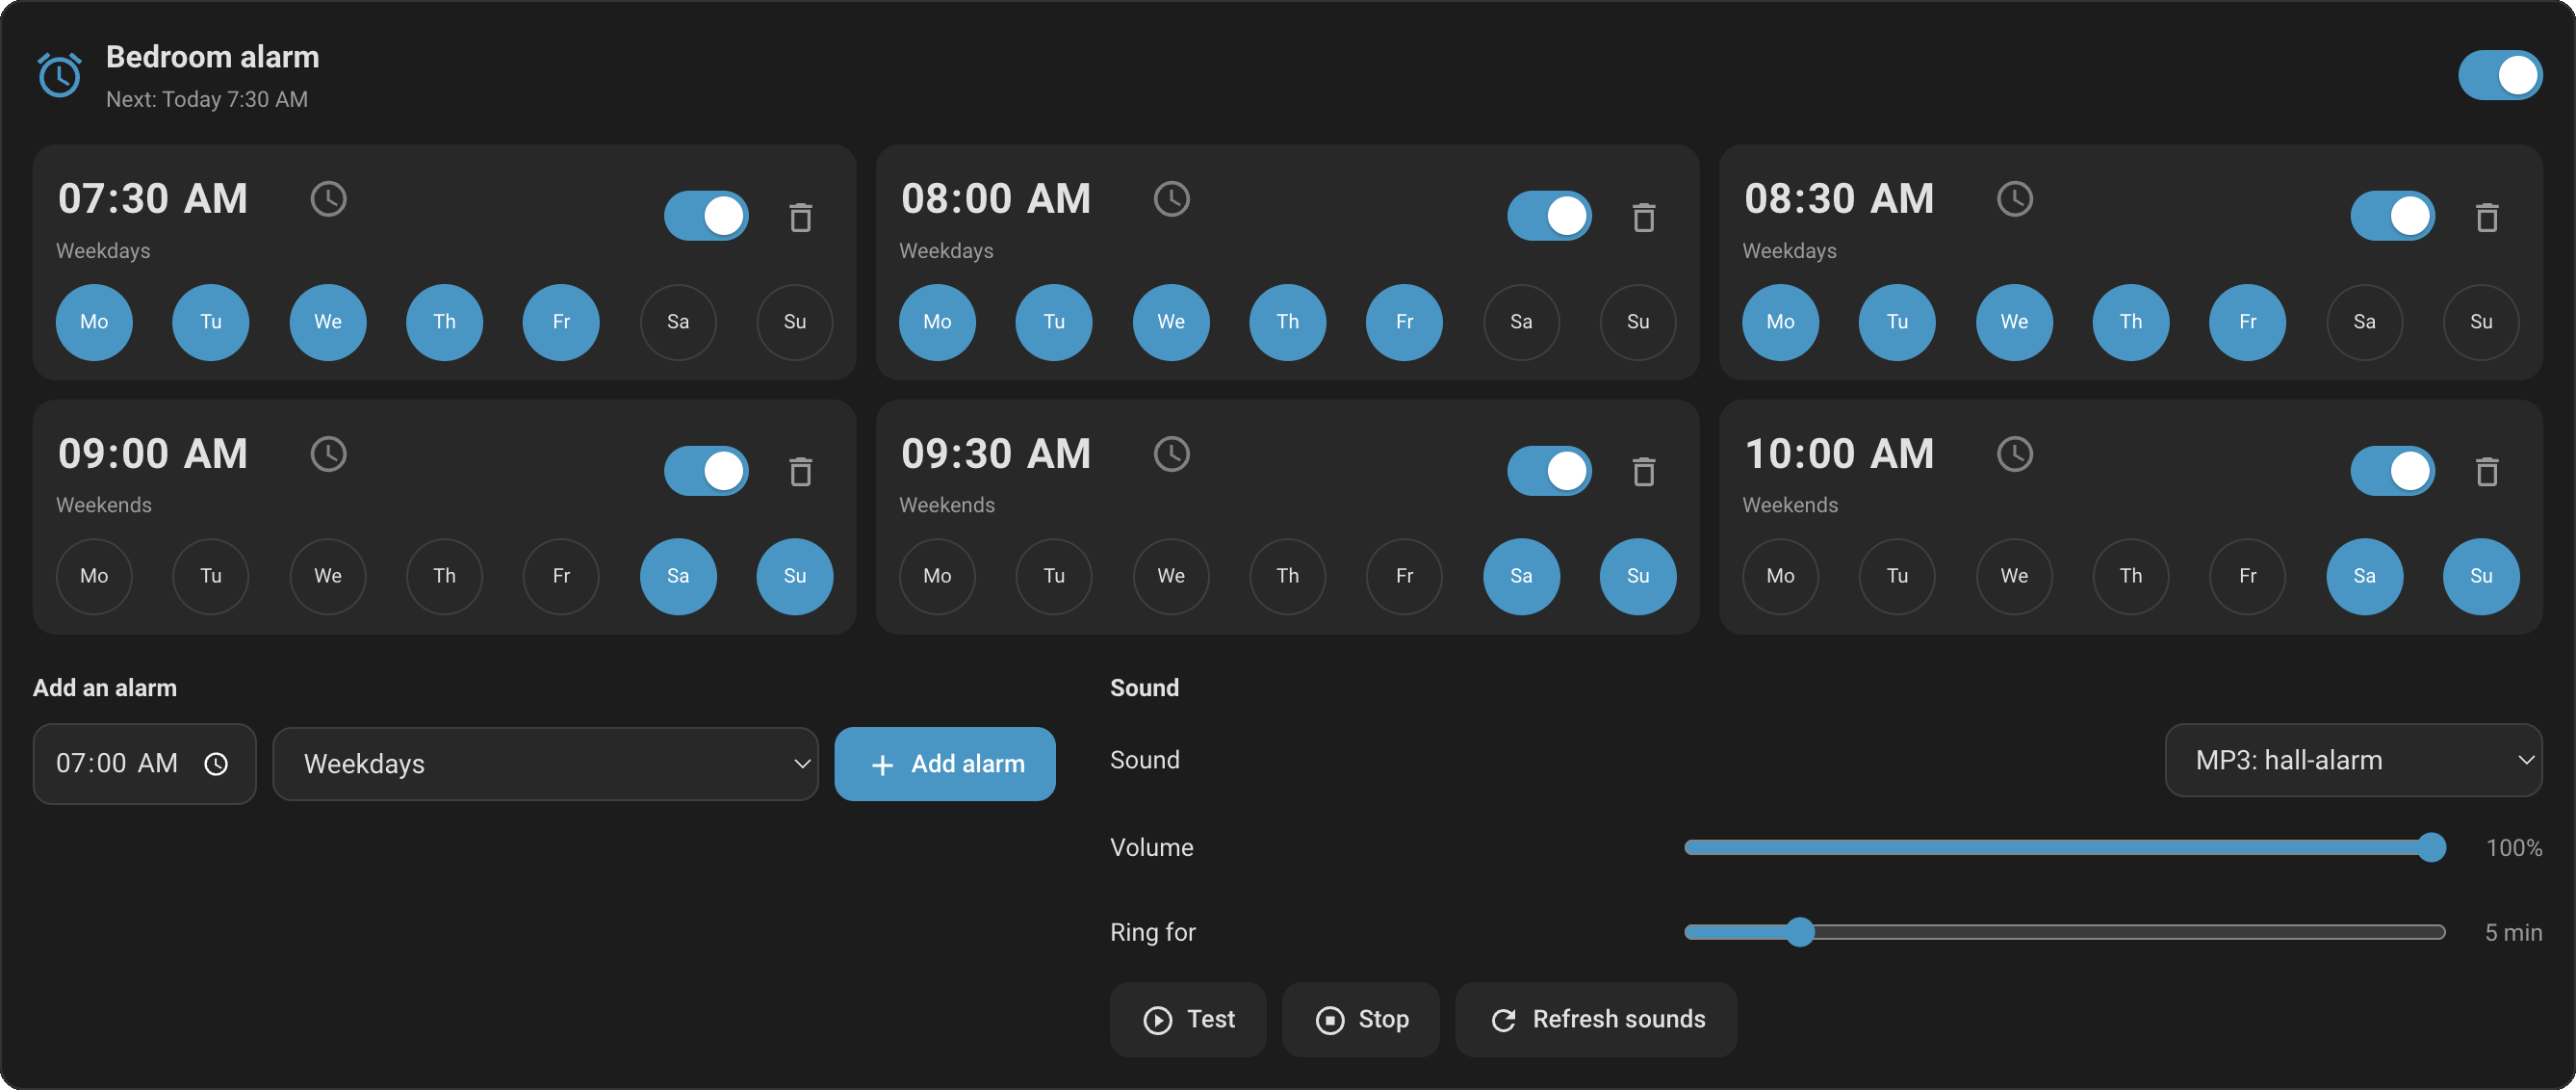 Bedroom alarm
Next: Today 7:30 AM
07:30 AM
Weekdays
Mo Tu We Th Fr Sa Su
08:00 AM
Weekdays
Mo Tu We Th Fr Sa Su
08:30 AM
Weekdays
Mo Tu We Th Fr Sa Su
09:00 AM
Weekends
Mo Tu We Th Fr Sa Su
09:30 AM
Weekends
Mo Tu We Th Fr Sa Su
10:00 AM
Weekends
Mo Tu We Th Fr Sa Su
Add an alarm
07:00 AM
Weekdays
Add alarm
Sound
Sound
MP3: hall-alarm
Volume
100%
Ring for
5 min
Test
Stop
Refresh sounds